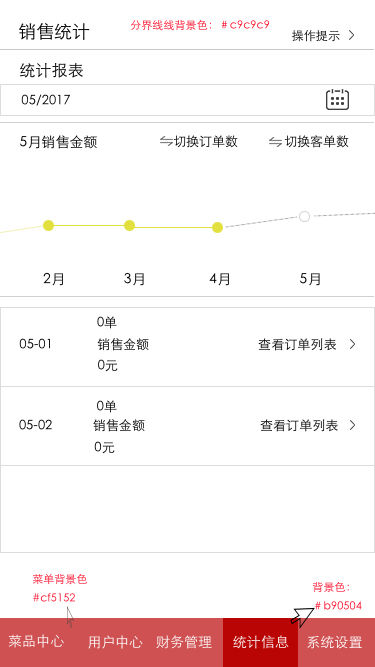 销售统计
分界线线背景色：#c9c9c9
操作提示 >
统计报表
05/2017
5月销售金额
⇋切换订单数
⇋切换客单数
2月 3月 4月 5月
05-01
0单
销售金额
0元
查看订单列表 >
05-02
0单
销售金额
0元
查看订单列表 >
菜单背景色
#cf5152
背景色：
#b90504
菜品中心 用户中心 财务管理 统计信息 系统设置